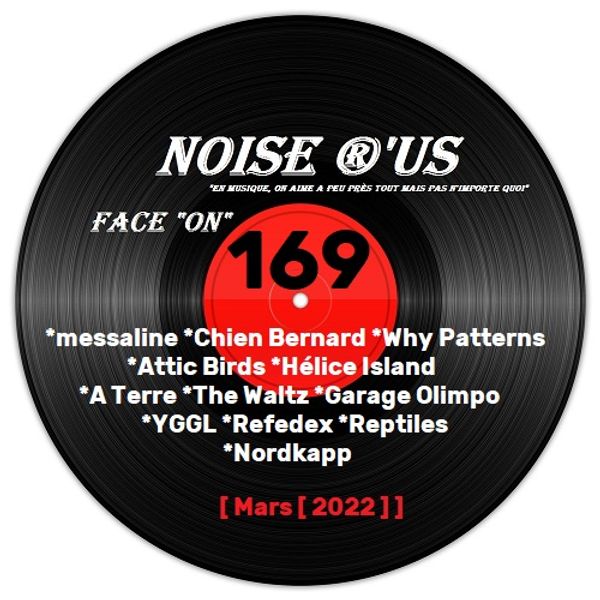 NOISE ®'US
"EN MUSIQUE, ON AIME A PEU PRÈS TOUT MAIS PAS N'IMPORTE QUOI"
FACE "ON"
169
*messaline *Chien Bernard *Why Patterns
*Attic Birds *Hélice Island
*A Terre *The Waltz *Garage Olimpo
*YGGL *Refedex *Reptiles
*Nordkapp
[ Mars [ 2022 ] ]